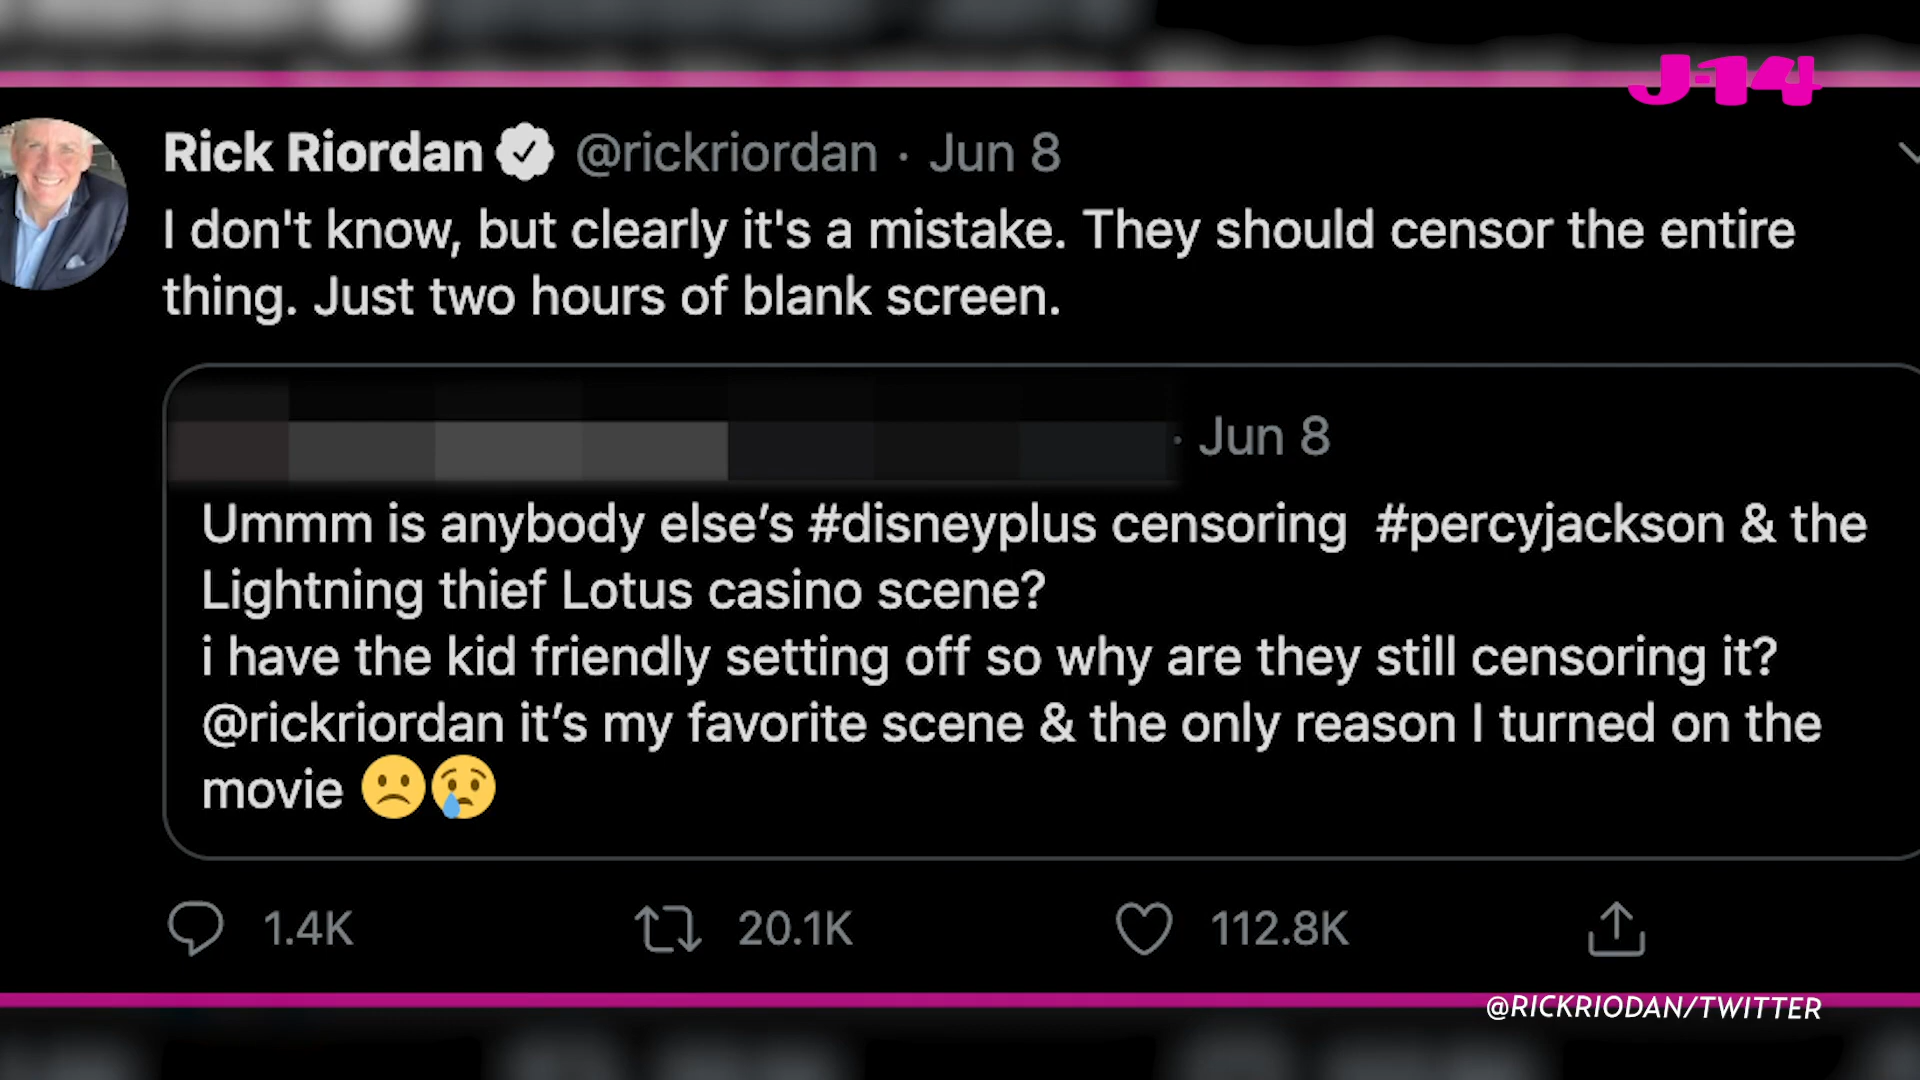 J-14
Rick Riordan @rickriordan · Jun 8
I don't know, but clearly it's a mistake. They should censor the entire
thing. Just two hours of blank screen.
· Jun 8
Ummm is anybody else’s #disneyplus censoring #percyjackson & the
Lightning thief Lotus casino scene?
i have the kid friendly setting off so why are they still censoring it?
@rickriordan it’s my favorite scene & the only reason I turned on the
movie 🙁😢
1.4K 20.1K 112.8K
@RICKRIODAN/TWITTER